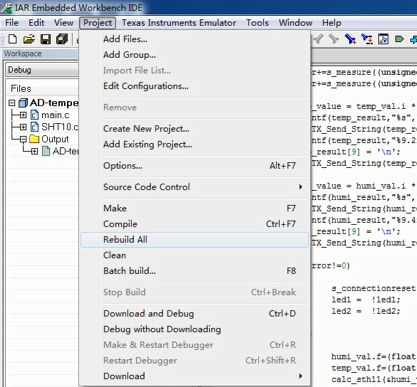 IAR Embedded Workbench IDE
File Edit View Project Texas Instruments Emulator Tools Window Help
Workspace
Debug
Files
AD-tempe
main.c
SHT10.c
Output
AD-te
Add Files...
Add Group...
Import File List...
Edit Configurations...
Remove
Create New Project...
Add Existing Project...
Options... Alt+F7
Source Code Control
Make F7
Compile Ctrl+F7
Rebuild All
Clean
Batch build... F8
Stop Build Ctrl+Break
Download and Debug Ctrl+D
Debug without Downloading
Make & Restart Debugger Ctrl+R
Restart Debugger Ctrl+Shift+R
Download
r+=s_measure((unsigned
r+=s_measure((unsigne
_value = temp_val.i *
ntf(temp_result,"%s",
TX_Send_String(temp_r
ntf(temp_result,"%9.2
_result[9] = '\n';
TX_Send_String(temp_r
_value = humi_val.i *
ntf(humi_result,"%s",
TX_Send_String(humi_r
ntf(humi_result,"%9.4
_result[9] = '\n';
TX_Send_String(humi_r
rror!=0)
s_connectionreset
led1 = !led1;
led2 = !led2;
humi_val.f=(float
temp_val.f=(float
calc_sth11(&humi_v